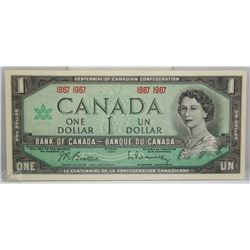 CENTENNIAL OF CANADIAN CONFEDERATION
1867 1967 1867 1967
CANADA
ONE DOLLAR 1 UN DOLLAR
BANK OF CANADA - BANQUE DU CANADA
ONE UN
LE CENTENAIRE DE LA CONFÉDÉRATION CANADIENNE